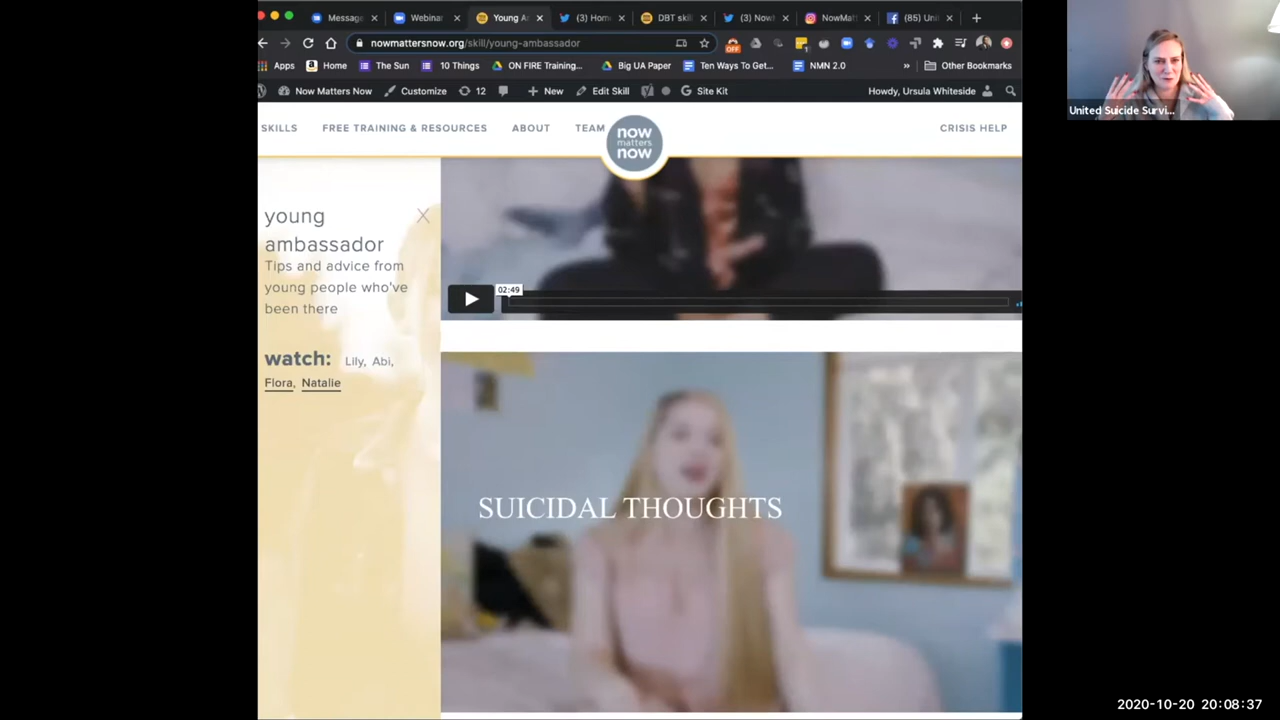 Message
Webinar
Young A
(3) Hom
DBT skil
(3) Now
NowMat
(85) Uni
nowmattersnow.org/skill/young-ambassador
OFF
Apps
Home
The Sun
10 Things
ON FIRE Training...
Big UA Paper
Ten Ways To Get...
NMN 2.0
»
Other Bookmarks
Now Matters Now
Customize
12
New
Edit Skill
Site Kit
Howdy, Ursula Whiteside
SKILLS
FREE TRAINING & RESOURCES
ABOUT
TEAM
now
matters
now
CRISIS HELP
young
ambassador
Tips and advice from
young people who've
been there
watch: Lily, Abi,
Flora, Natalie
02:49
SUICIDAL THOUGHTS
United Suicide Survi...
2020-10-20 20:08:37